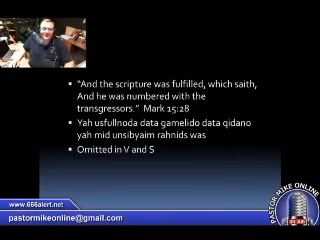 "And the scripture was fulfilled, which saith,
And he was numbered with the
transgressors." Mark 15:28
Yah usfullnoda data gamelido data qidano
yah mid unsibyaim rahnids was
Omitted in V and S
www.666alert.net
pastormikeonline@gmail.com
PASTOR MIKE ONLINE
ON AIR